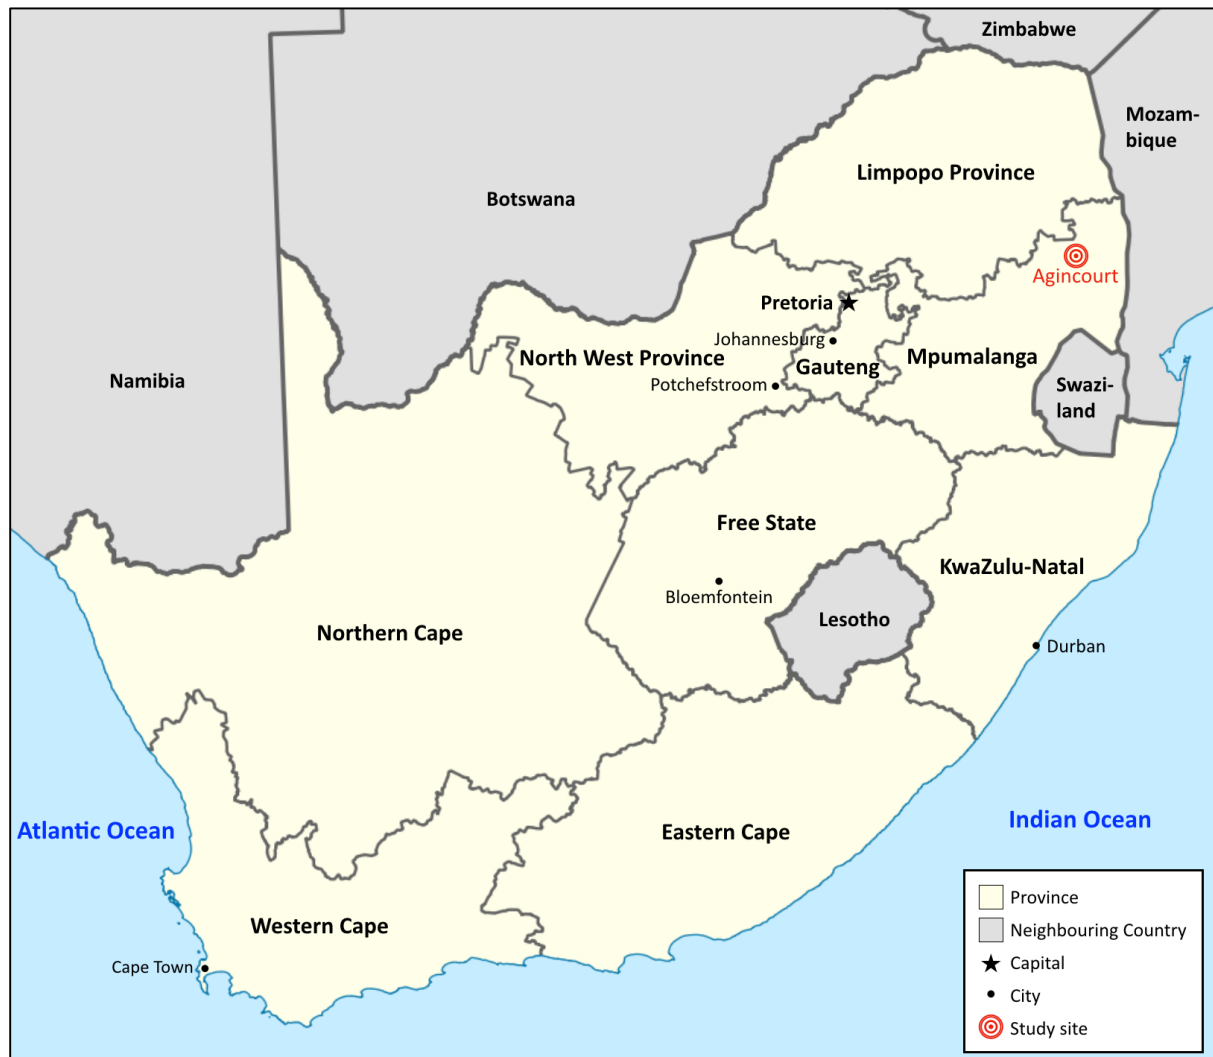 Zimbabwe
Mozam-
bique
Limpopo Province
Botswana
Agincourt
Pretoria
Johannesburg
North West Province
Gauteng
Mpumalanga
Namibia
Potchefstroom
Swazi-
land
Free State
KwaZulu-Natal
Bloemfontein
Lesotho
Northern Cape
Durban
Atlantic Ocean
Eastern Cape
Indian Ocean
Western Cape
Cape Town
Province
Neighbouring Country
Capital
City
Study site